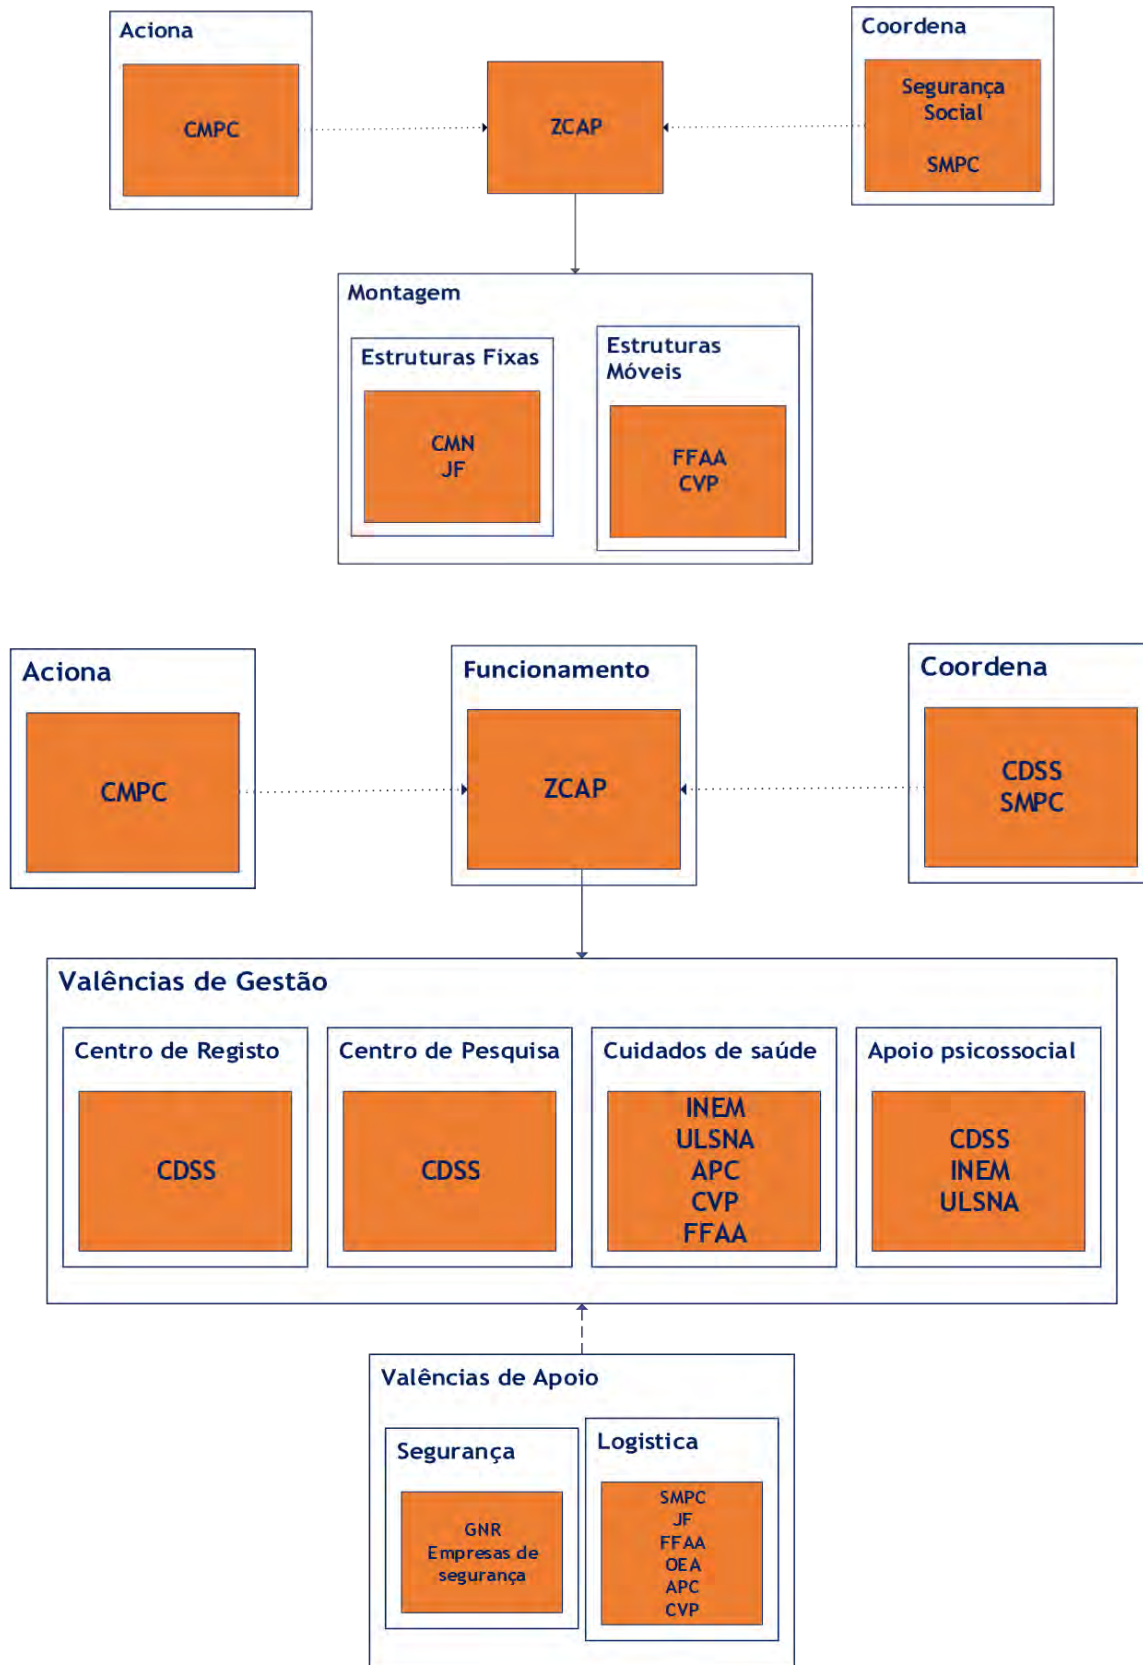 Aciona
CMPC
ZCAP
Coordena
Segurança
Social
SMPC
Montagem
Estruturas Fixas
CMN
JF
Estruturas
Móveis
FFAA
CVP
Aciona
CMPC
Funcionamento
ZCAP
Coordena
CDSS
SMPC
Valências de Gestão
Centro de Registo
CDSS
Centro de Pesquisa
CDSS
Cuidados de saúde
INEM
ULSNA
APC
CVP
FFAA
Apoio psicossocial
CDSS
INEM
ULSNA
Valências de Apoio
Segurança
GNR
Empresas de
segurança
Logistica
SMPC
JF
FFAA
OEA
APC
CVP